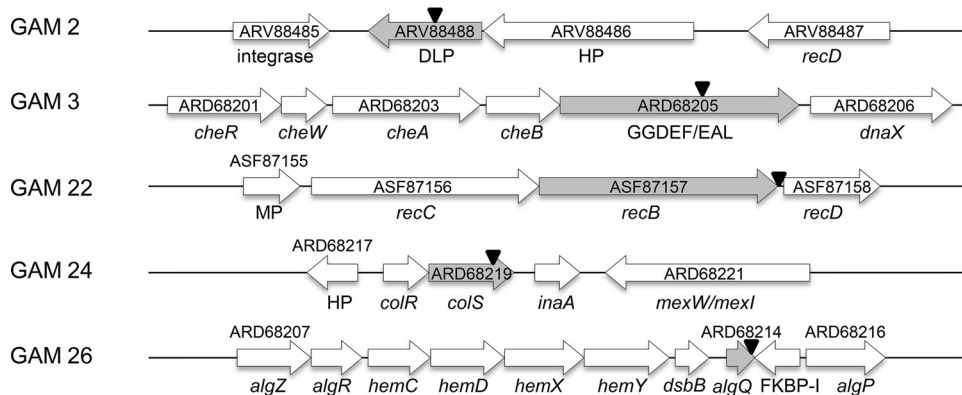 GAM 2
ARV88485 ARV88488 ARV88486 ARV88487
integrase DLP HP recD
GAM 3
ARD68201 ARD68203 ARD68205 ARD68206
cheR cheW cheA cheB GGDEF/EAL dnaX
ASF87155
GAM 22
ASF87156 ASF87157 ASF87158
MP recC recB recD
ARD68217
GAM 24
ARD68219 ARD68221
HP colR colS inaA mexW/mexI
ARD68207 ARD68214 ARD68216
GAM 26
algZ algR hemC hemD hemX hemY dsbB algQ FKBP-I algP